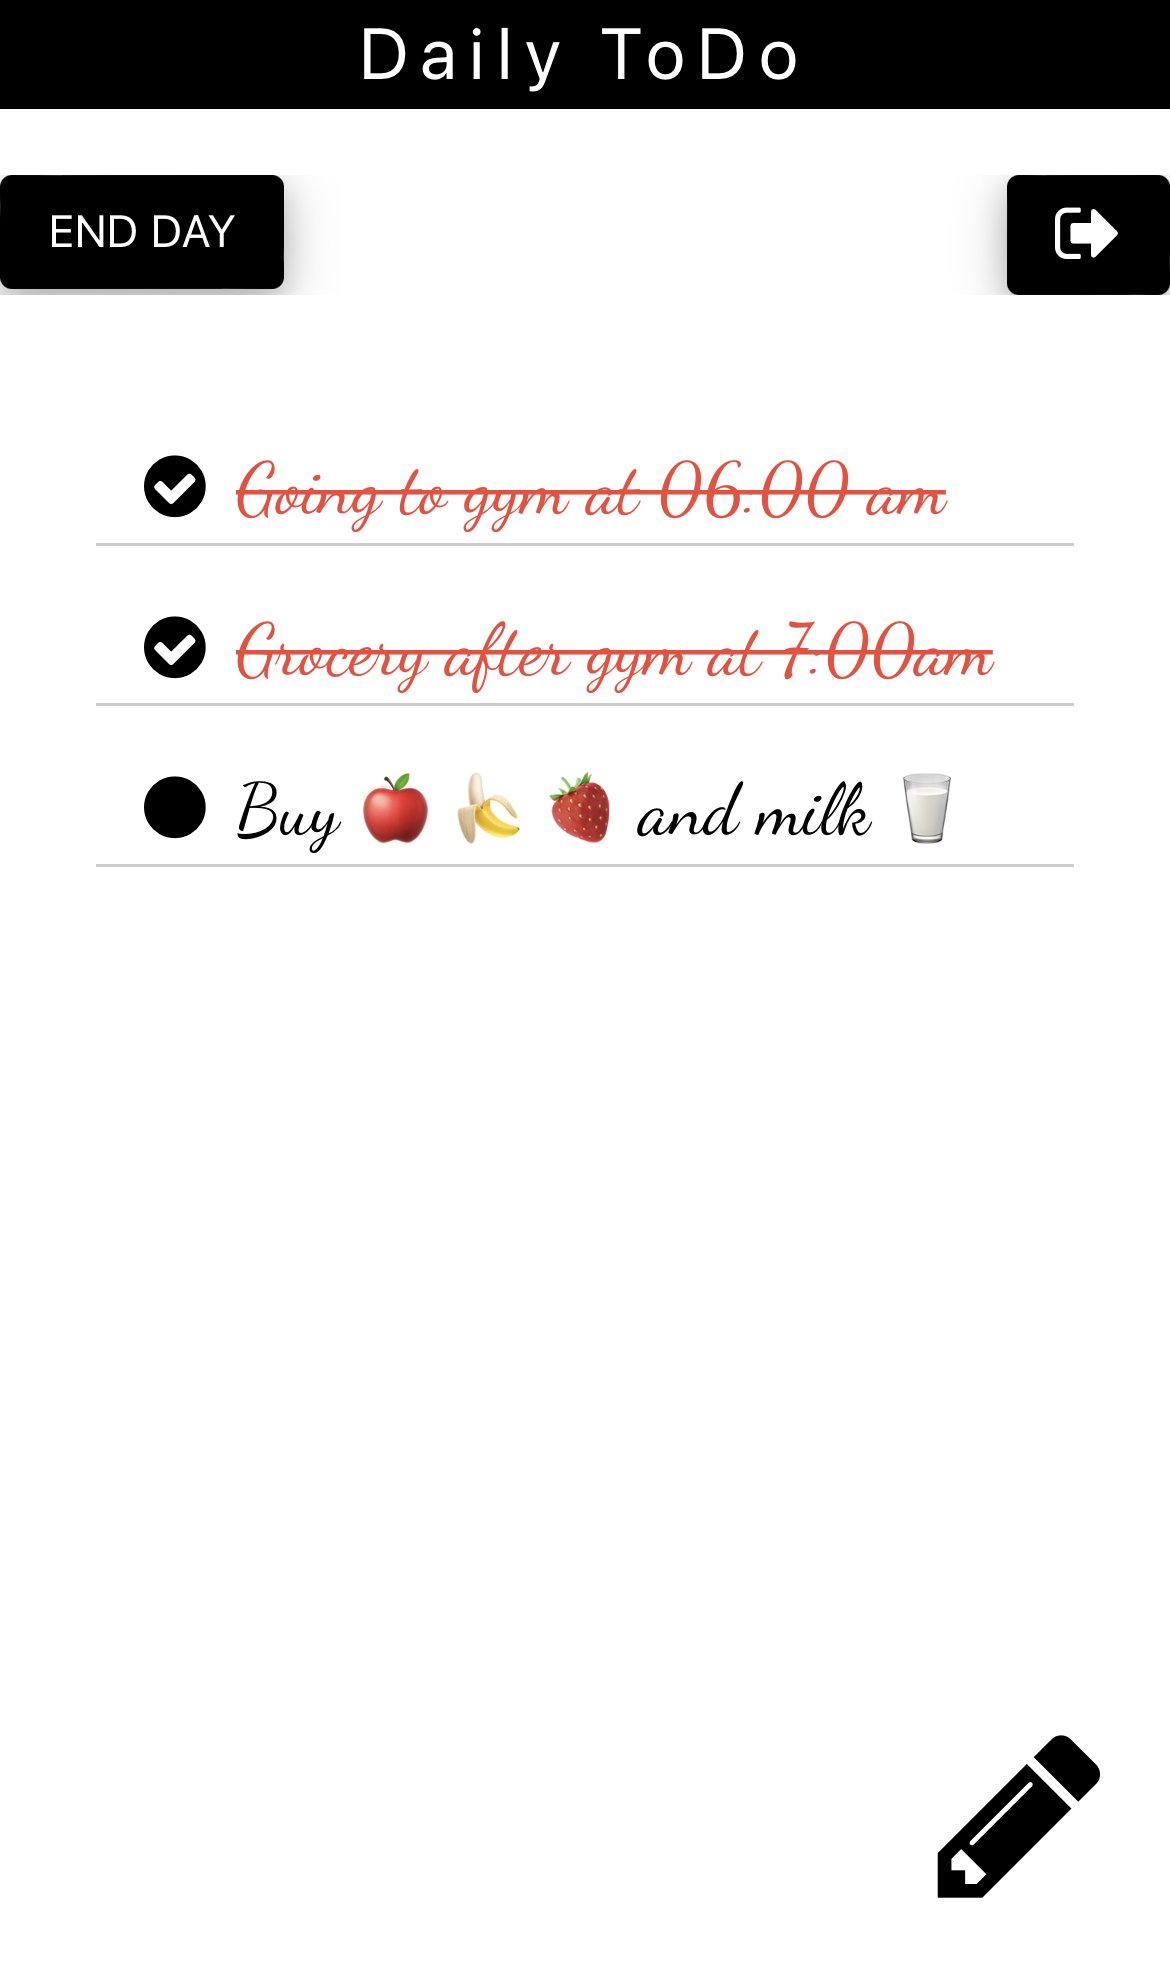 Daily ToDo
END DAY
Going to gym at 06:00 am
Grocery after gym at 7:00am
Buy 🍎 🍌 🍓 and milk 🥛